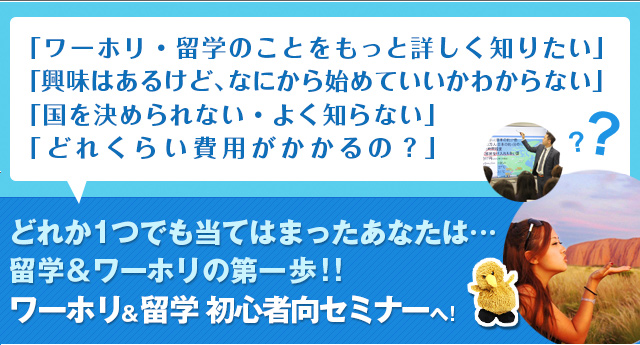 「ワーホリ・留学のことをもっと詳しく知りたい」
「興味はあるけど、なにから始めていいかわからない」
「国を決められない・よく知らない」
「どれくらい費用がかかるの？」
??
どれか1つでも当てはまったあなたは…
留学＆ワーホリの第一歩!!
ワーホリ&留学 初心者向セミナーへ!